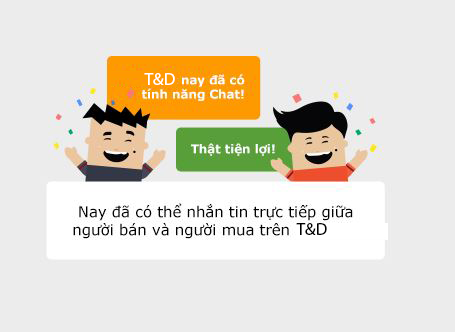 T&D nay đã có
tính năng Chat!
Thật tiện lợi!
Nay đã có thể nhắn tin trực tiếp giữa
người bán và người mua trên T&D